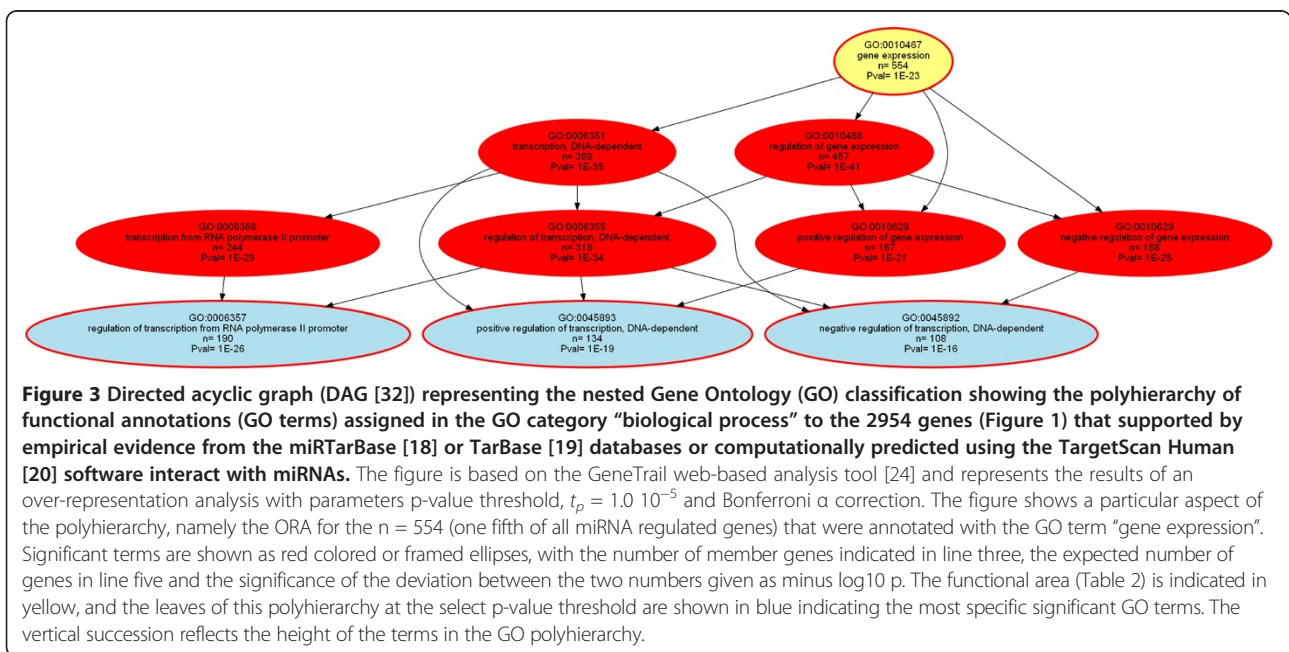 GO:0010467
gene expression
n= 554
Pval= 1E-23
GO:0006351
transcription, DNA-dependent
n= 369
Pval= 1E-35
GO:0010468
regulation of gene expression
n= 457
Pval= 1E-41
GO:0006366
transcription from RNA polymerase II promoter
n= 244
Pval= 1E-29
GO:0006355
regulation of transcription, DNA-dependent
n= 319
Pval= 1E-34
GO:0010628
positive regulation of gene expression
n= 167
Pval= 1E-21
GO:0010629
negative regulation of gene expression
n= 168
Pval= 1E-25
GO:0006357
regulation of transcription from RNA polymerase II promoter
n= 190
Pval= 1E-26
GO:0045893
positive regulation of transcription, DNA-dependent
n= 134
Pval= 1E-19
GO:0045892
negative regulation of transcription, DNA-dependent
n= 108
Pval= 1E-16
Figure 3 Directed acyclic graph (DAG [32]) representing the nested Gene Ontology (GO) classification showing the polyhierarchy of
functional annotations (GO terms) assigned in the GO category “biological process” to the 2954 genes (Figure 1) that supported by
empirical evidence from the miRTarBase [18] or TarBase [19] databases or computationally predicted using the TargetScan Human
[20] software interact with miRNAs. The figure is based on the GeneTrail web-based analysis tool [24] and represents the results of an
over-representation analysis with parameters p-value threshold, tp = 1.0 10−5 and Bonferroni α correction. The figure shows a particular aspect of
the polyhierarchy, namely the ORA for the n = 554 (one fifth of all miRNA regulated genes) that were annotated with the GO term “gene expression”.
Significant terms are shown as red colored or framed ellipses, with the number of member genes indicated in line three, the expected number of
genes in line five and the significance of the deviation between the two numbers given as minus log10 p. The functional area (Table 2) is indicated in
yellow, and the leaves of this polyhierarchy at the select p-value threshold are shown in blue indicating the most specific significant GO terms. The
vertical succession reflects the height of the terms in the GO polyhierarchy.